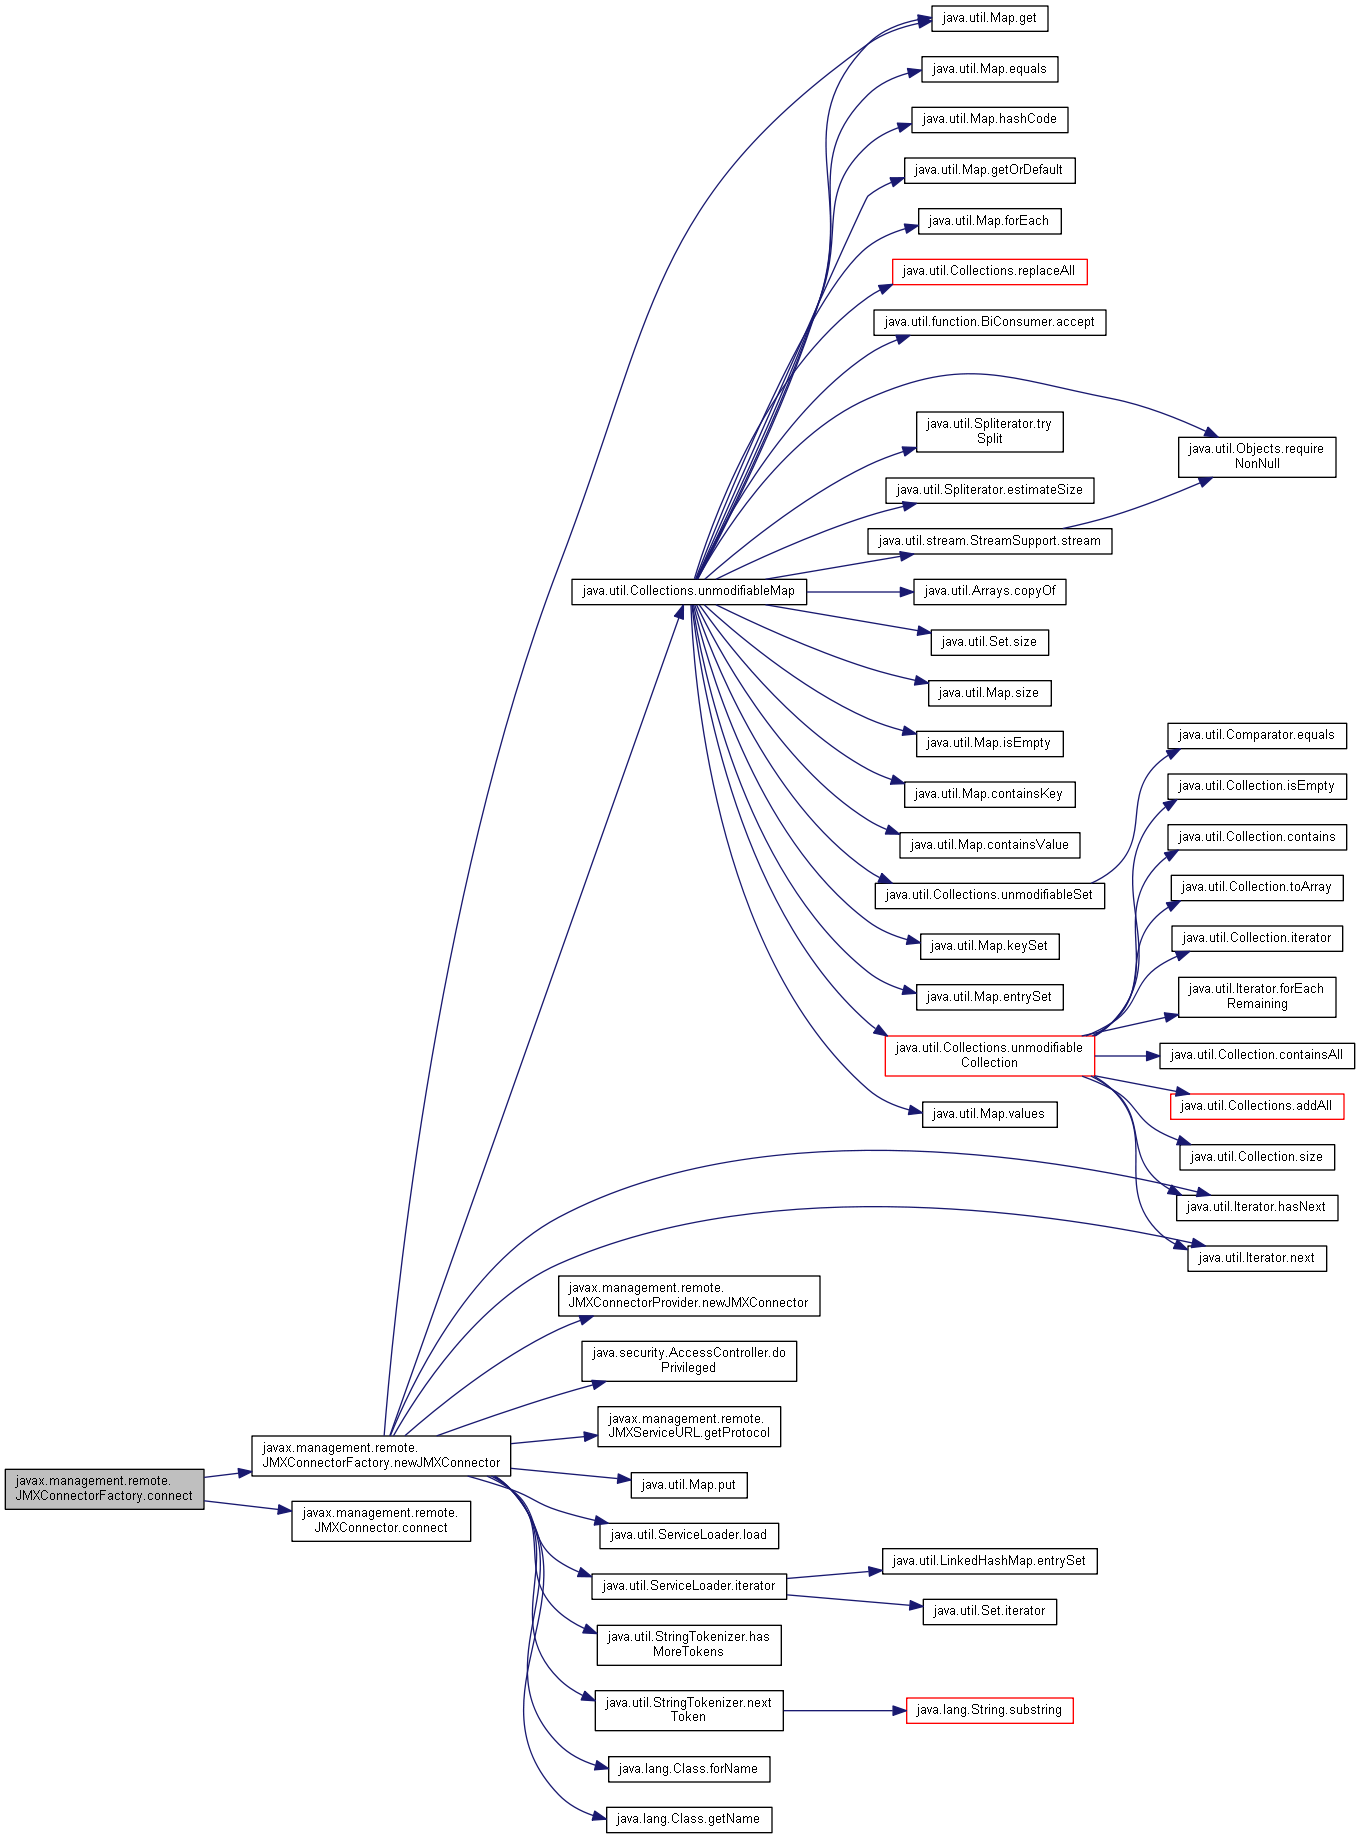 java.util.Map.get
java.util.Map.equals
java.util.Map.hashCode
java.util.Map.getOrDefault
java.util.Map.forEach
java.util.Collections.replaceAll
java.util.function.BiConsumer.accept
java.util.Spliterator.try
Split
java.util.Objects.require
NonNull
java.util.Spliterator.estimateSize
java.util.stream.StreamSupport.stream
java.util.Collections.unmodifiableMap
java.util.Arrays.copyOf
java.util.Set.size
java.util.Map.size
java.util.Map.isEmpty
java.util.Comparator.equals
java.util.Collection.isEmpty
java.util.Map.containsKey
java.util.Collection.contains
java.util.Map.containsValue
java.util.Collection.toArray
java.util.Collections.unmodifiableSet
java.util.Collection.iterator
java.util.Map.keySet
java.util.Iterator.forEach
Remaining
java.util.Map.entrySet
java.util.Collections.unmodifiable
Collection
java.util.Collection.containsAll
java.util.Collections.addAll
java.util.Map.values
java.util.Collection.size
java.util.Iterator.hasNext
java.util.Iterator.next
javax.management.remote.
JMXConnectorProvider.newJMXConnector
java.security.AccessController.do
Privileged
javax.management.remote.
JMXServiceURL.getProtocol
javax.management.remote.
JMXConnectorFactory.newJMXConnector
javax.management.remote.
JMXConnectorFactory.connect
java.util.Map.put
javax.management.remote.
JMXConnector.connect
java.util.ServiceLoader.load
java.util.LinkedHashMap.entrySet
java.util.ServiceLoader.iterator
java.util.Set.iterator
java.util.StringTokenizer.has
MoreTokens
java.util.StringTokenizer.next
Token
java.lang.String.substring
java.lang.Class.forName
java.lang.Class.getName